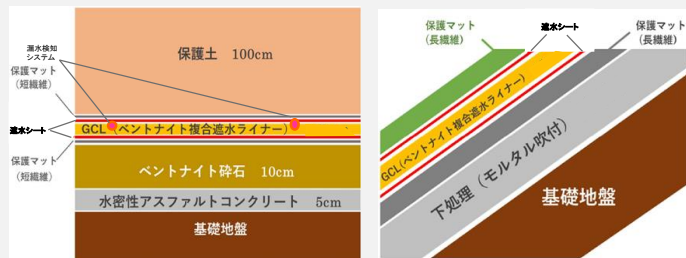 漏水検知
システム
保護土 100cm
保護マット
(短繊維)
遮水シート
GCL(ベントナイト複合遮水ライナー)
保護マット
(短繊維)
ベントナイト砕石 10cm
水密性アスファルトコンクリート 5cm
基礎地盤
保護マット
(長繊維)
遮水シート
保護マット
(長繊維)
GCL(ベントナイト複合遮水ライナー)
下処理(モルタル吹付)
基礎地盤